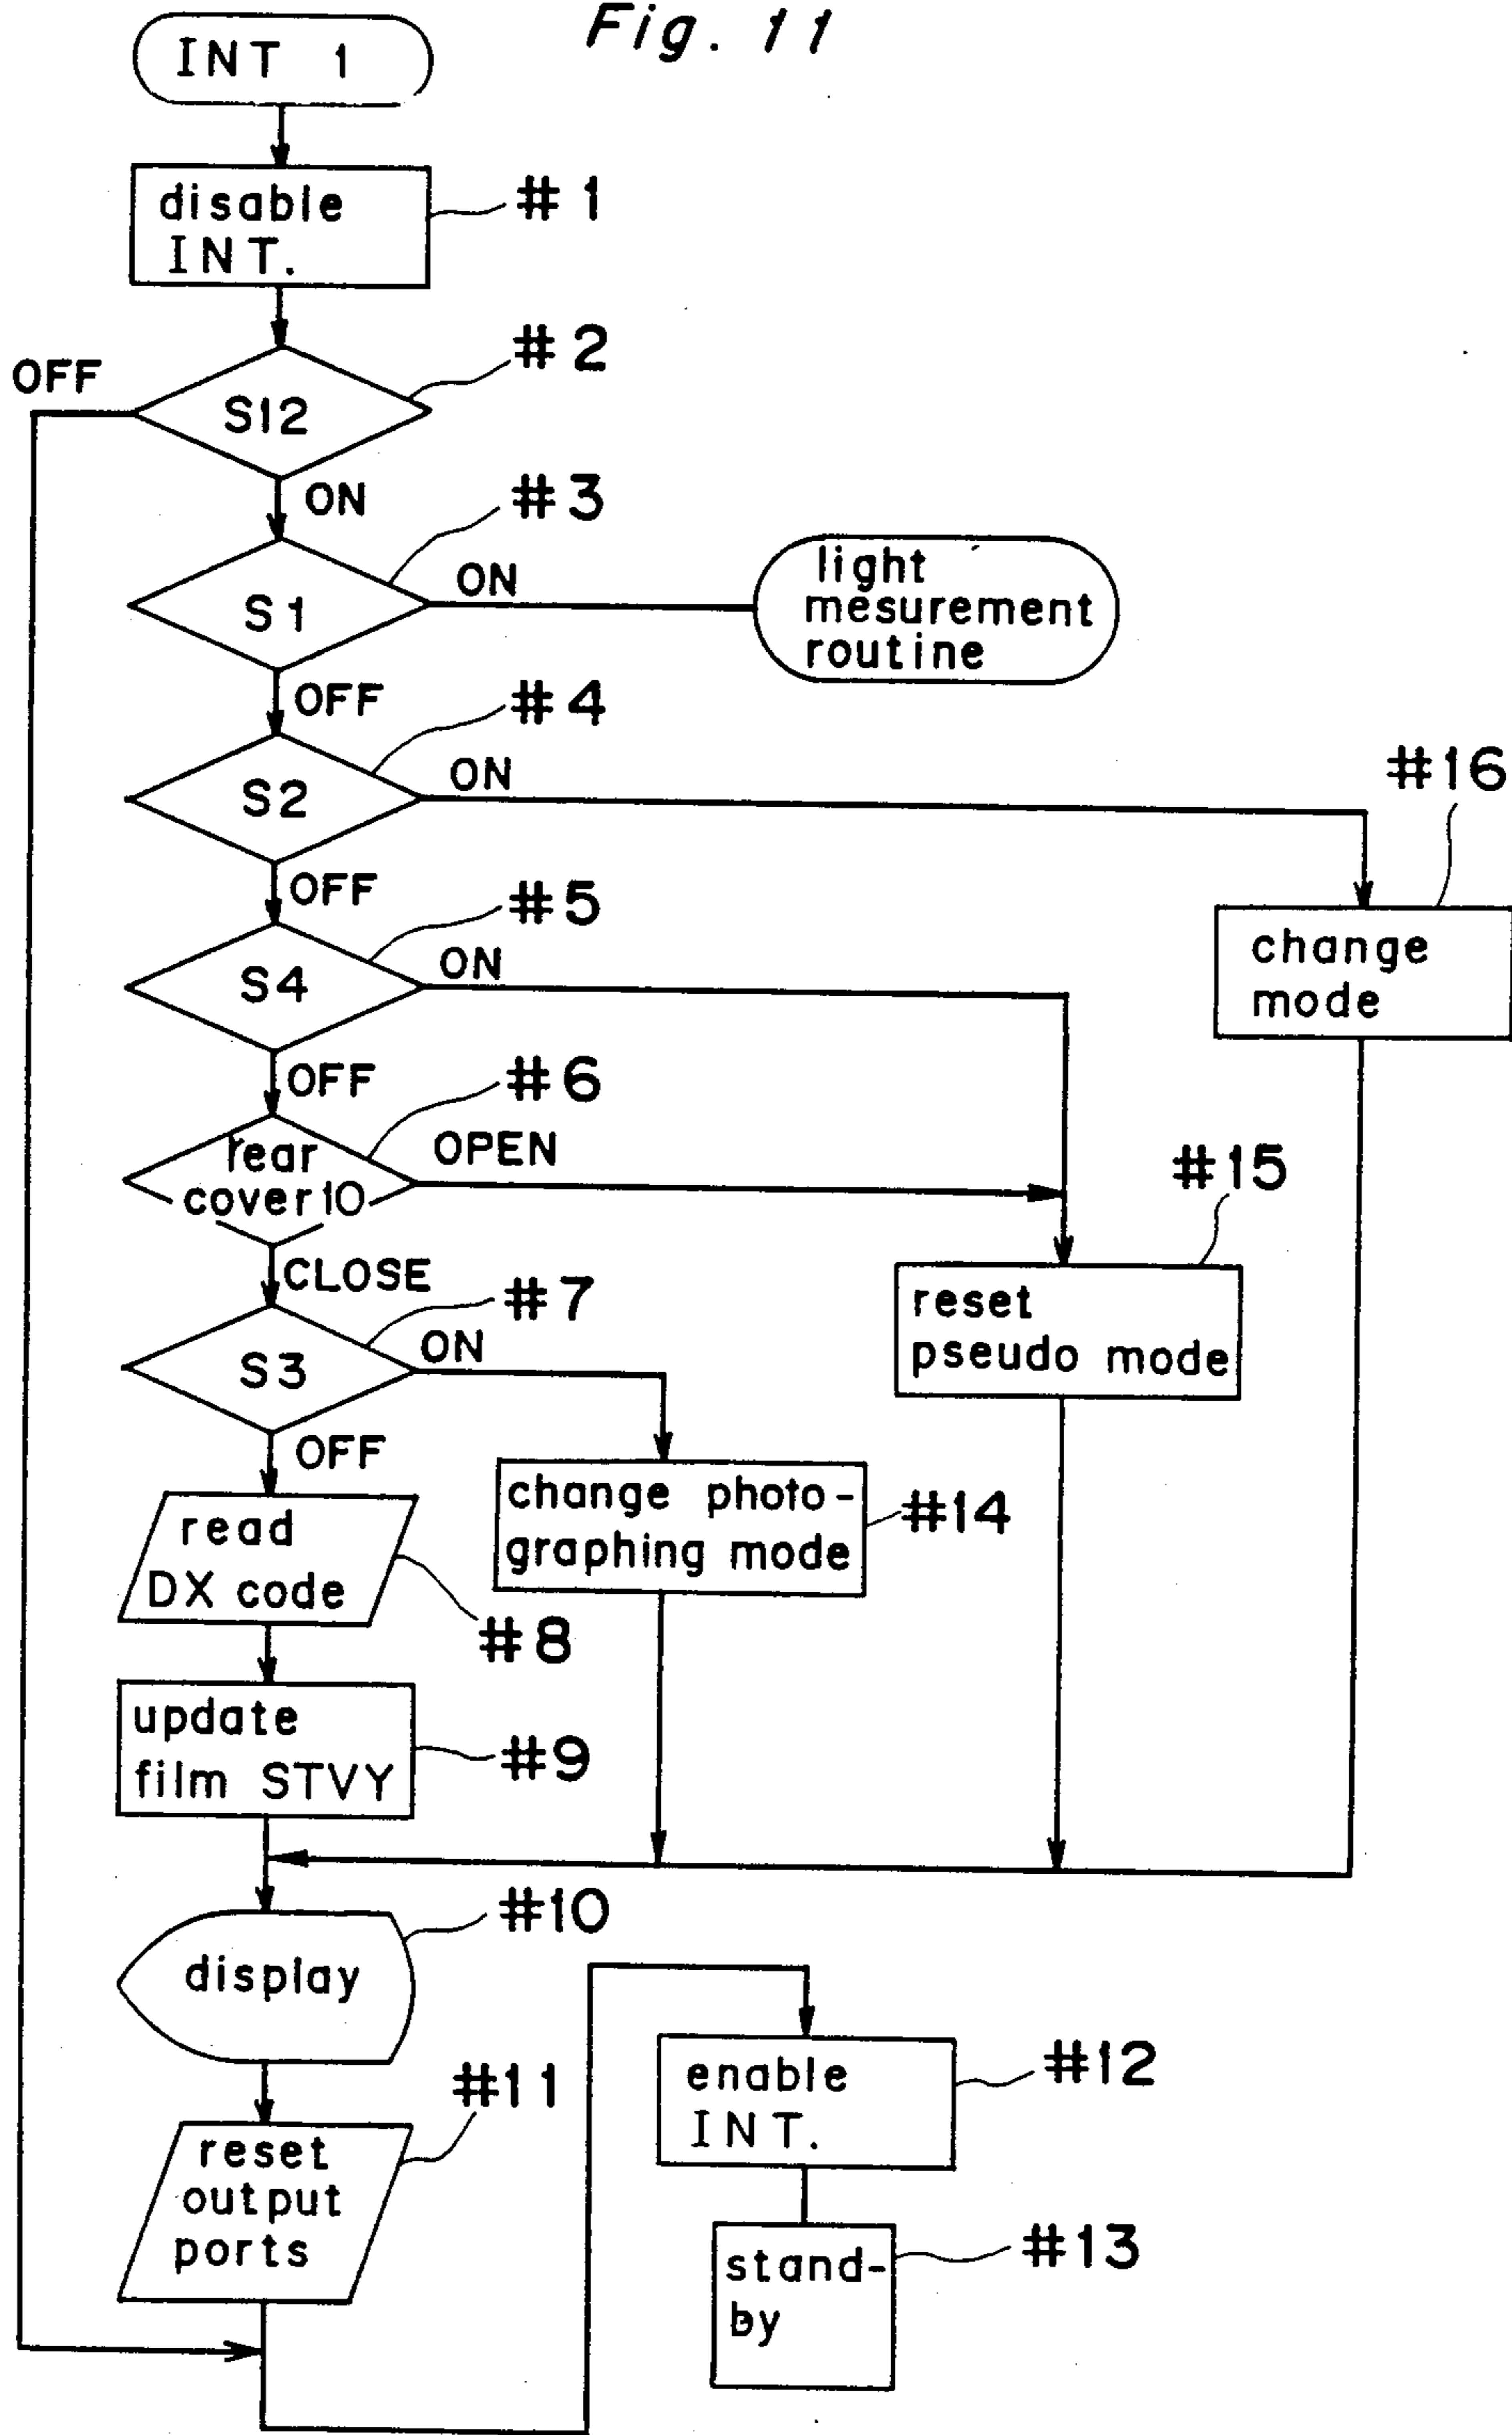 Fig. 11
INT 1
disable
INT.
#1
#2
OFF
S12
ON
#3
S1
ON
light
mesurement
routine
OFF
#4
S2
ON
#16
change
mode
OFF
#5
S4
ON
OFF
#6
rear
cover10
OPEN
#15
reset
pseudo mode
CLOSE
#7
S3
ON
OFF
change photo-
graphing mode
#14
read
DX code
#8
update
film STVY
#9
#10
display
#11
reset
output
ports
enable
INT.
#12
stand-
by
#13